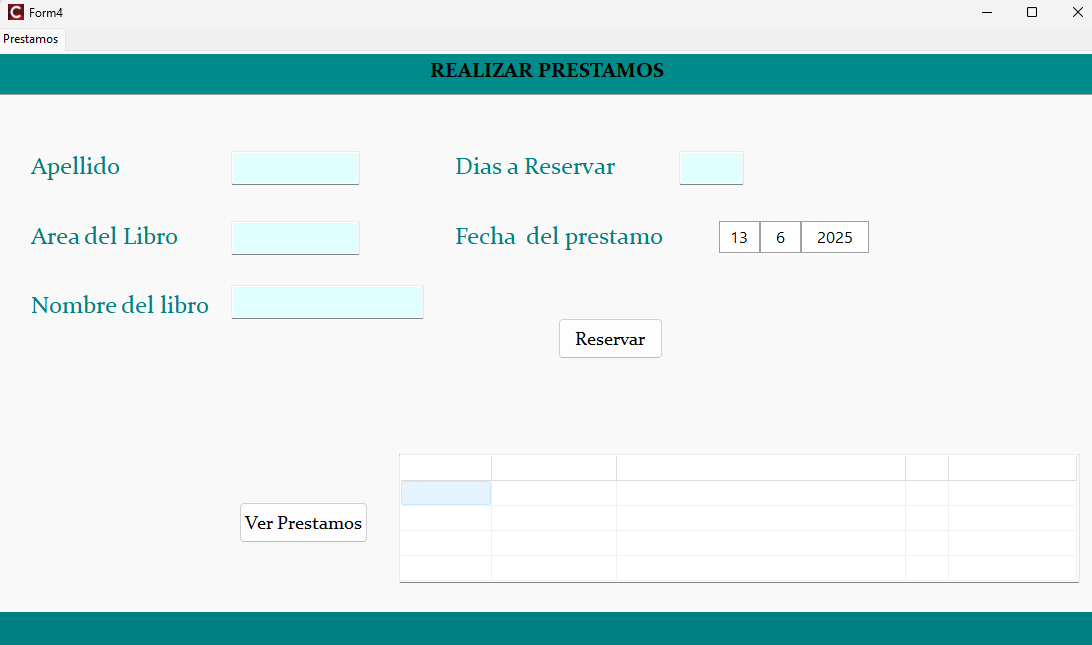 Form4
Prestamos
REALIZAR PRESTAMOS
Apellido
Dias a Reservar
Area del Libro
Fecha del prestamo
13 6 2025
Nombre del libro
Reservar
Ver Prestamos